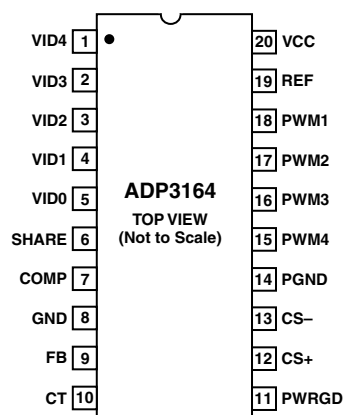 VID4 1
VID3 2
VID2 3
VID1 4
VID0 5
SHARE 6
COMP 7
GND 8
FB 9
CT 10
ADP3164
TOP VIEW
(Not to Scale)
20 VCC
19 REF
18 PWM1
17 PWM2
16 PWM3
15 PWM4
14 PGND
13 CS–
12 CS+
11 PWRGD